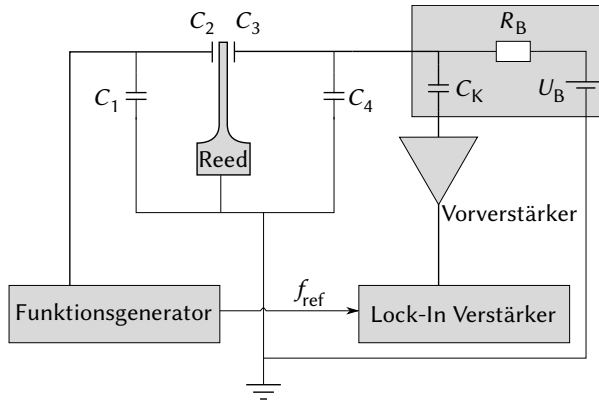 C2 C3
RB
C1
C4
CK
UB
Reed
Vorverstärker
fref
Funktionsgenerator
Lock-In Verstärker